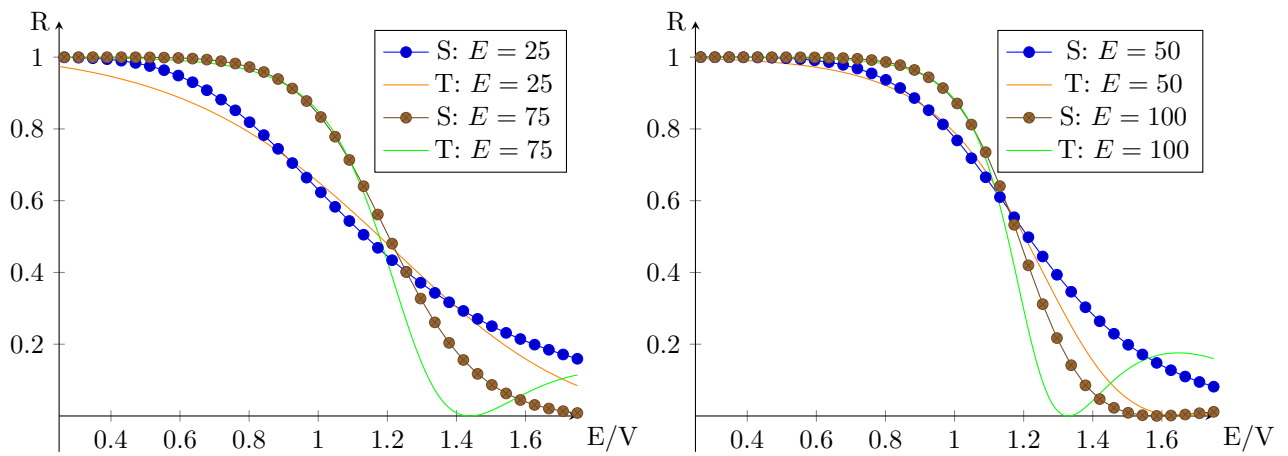 R
1
0.8
0.6
0.4
0.2
0.4 0.6 0.8 1 1.2 1.4 1.6
E/V
S: E = 25
T: E = 25
S: E = 75
T: E = 75
R
1
0.8
0.6
0.4
0.2
0.4 0.6 0.8 1 1.2 1.4 1.6
E/V
S: E = 50
T: E = 50
S: E = 100
T: E = 100